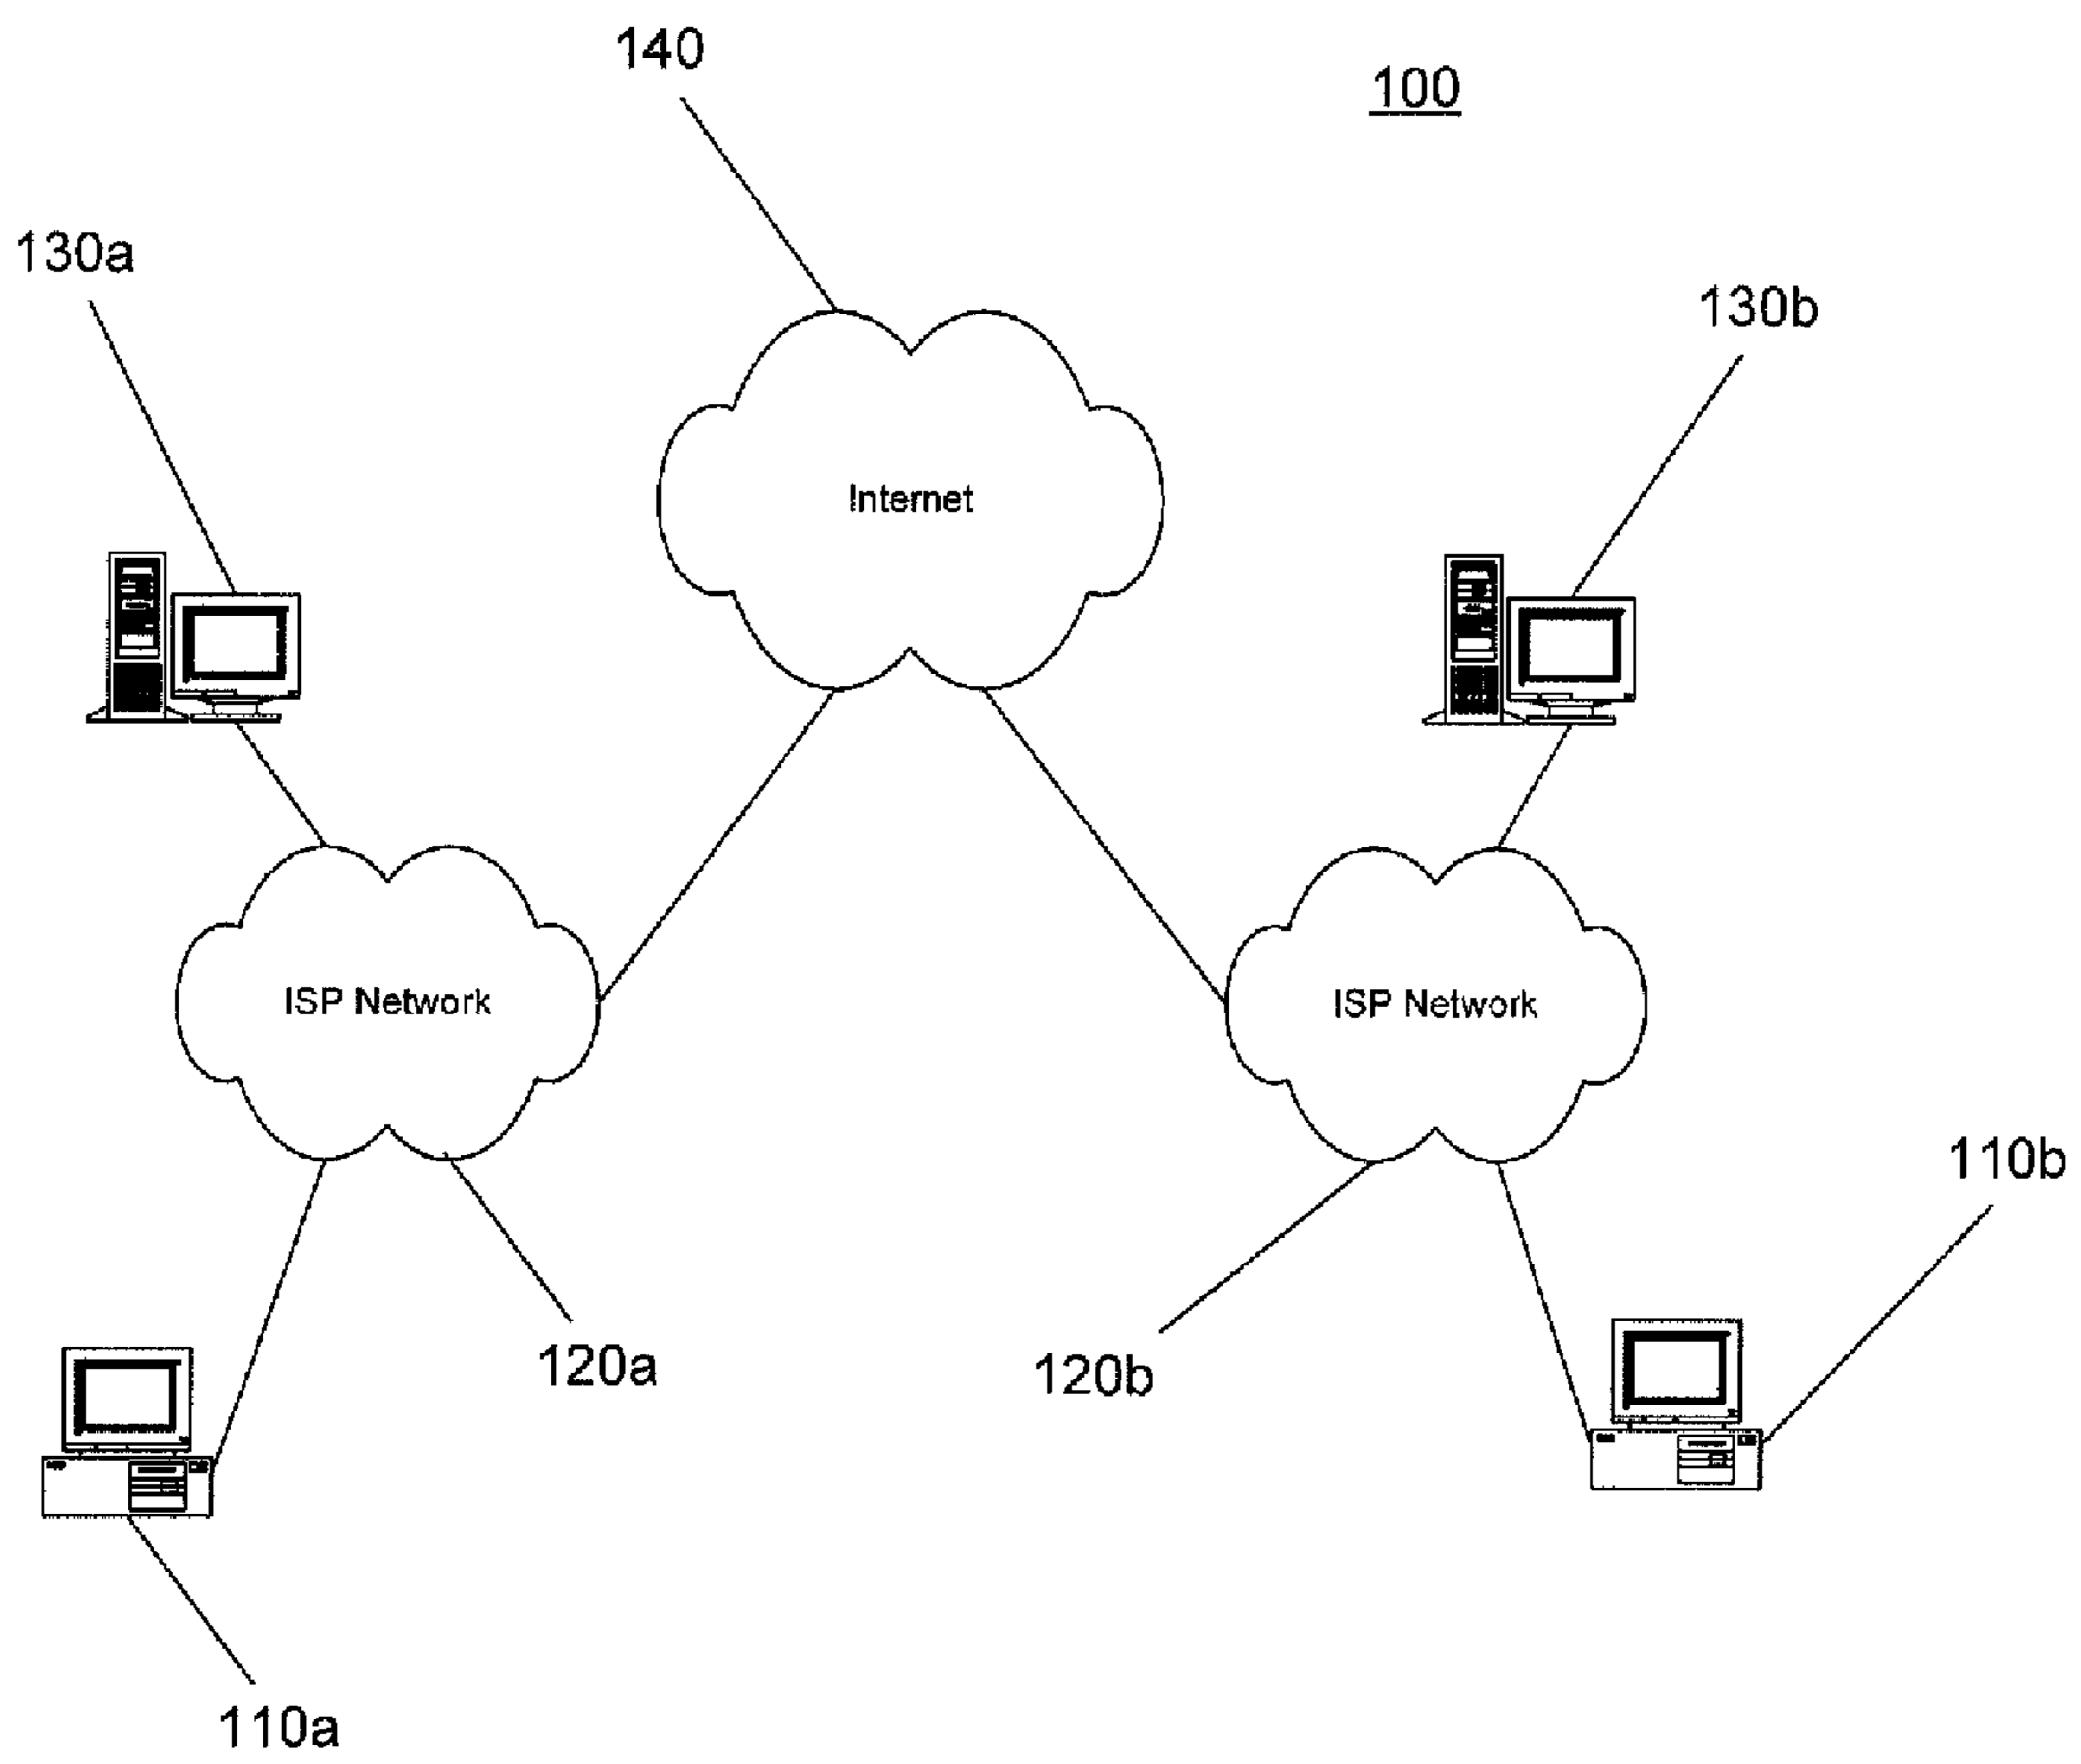 140
100
130a
130b
Internet
ISP Network
ISP Network
110b
120a
120b
110a